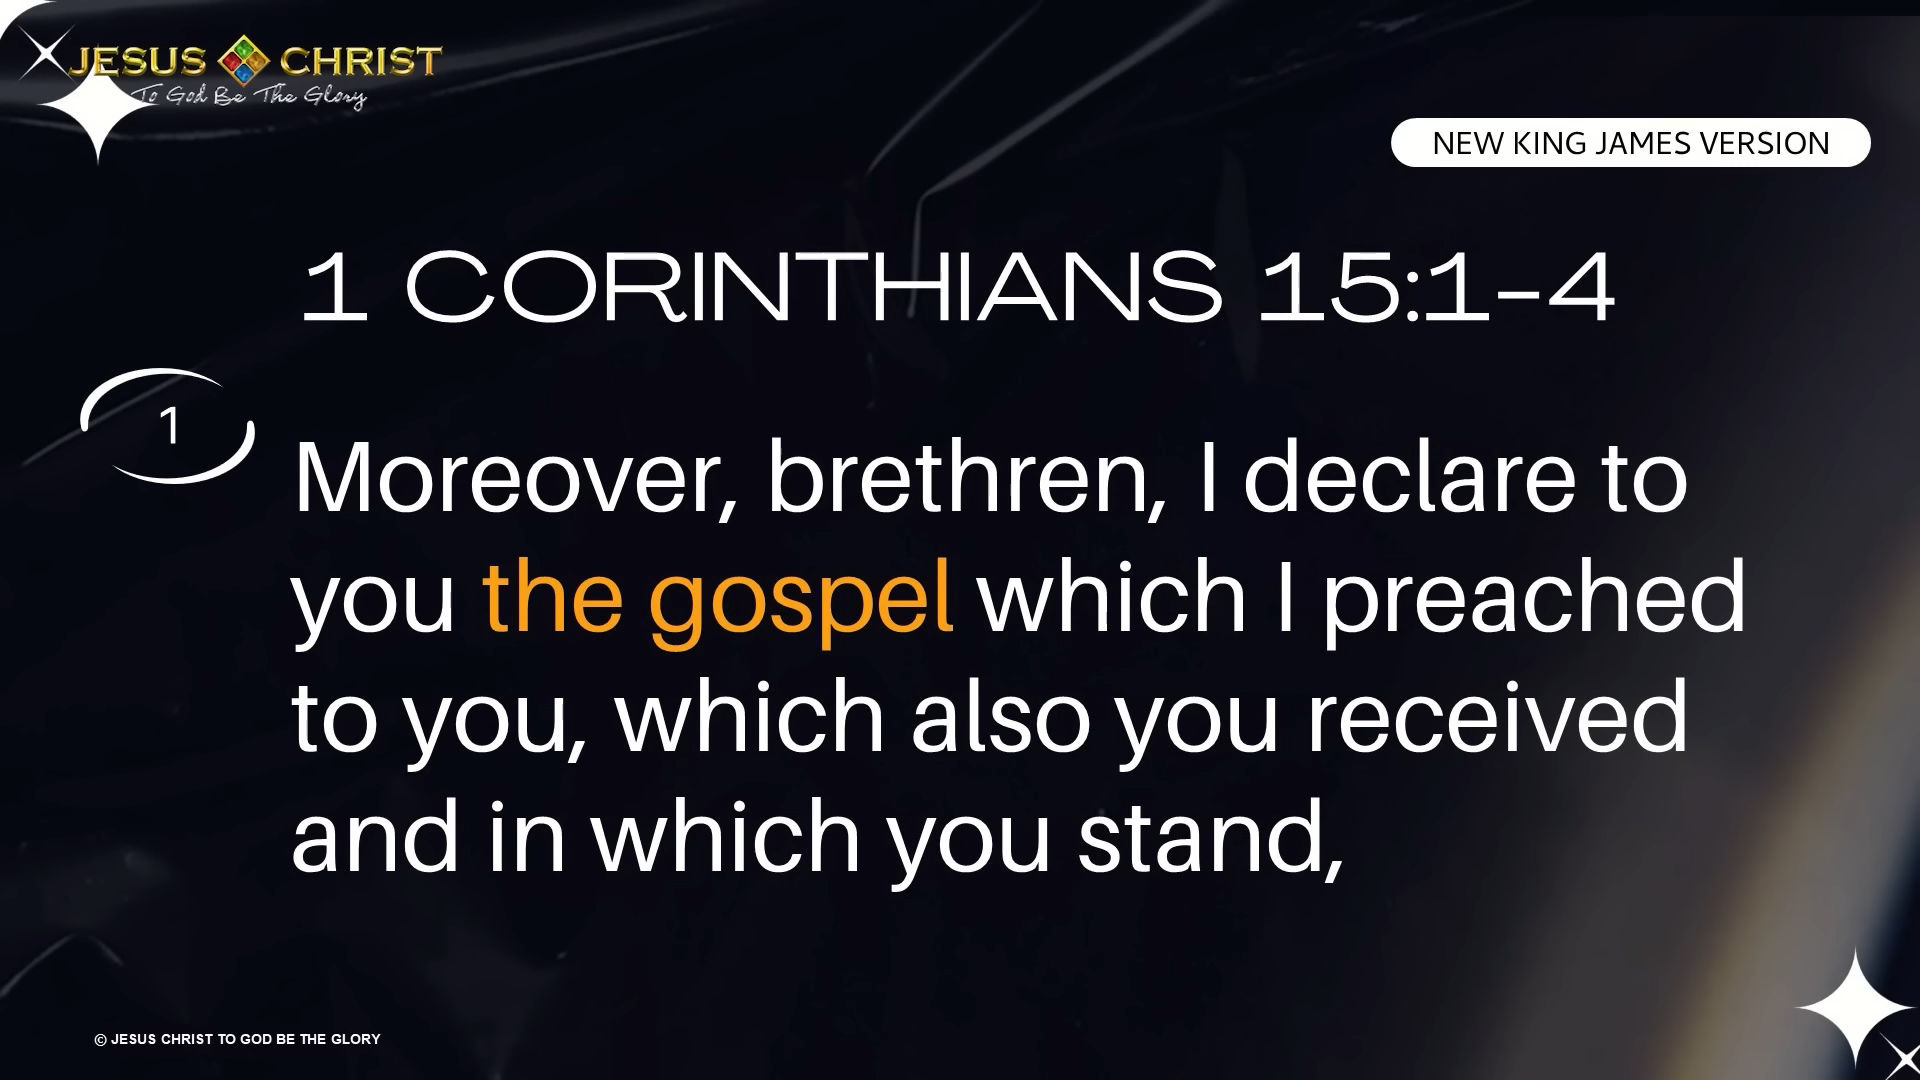 JESUS CHRIST
To God Be The Glory
NEW KING JAMES VERSION
1 CORINTHIANS 15:1–4
1
Moreover, brethren, I declare to
you the gospel which I preached
to you, which also you received
and in which you stand,
© JESUS CHRIST TO GOD BE THE GLORY